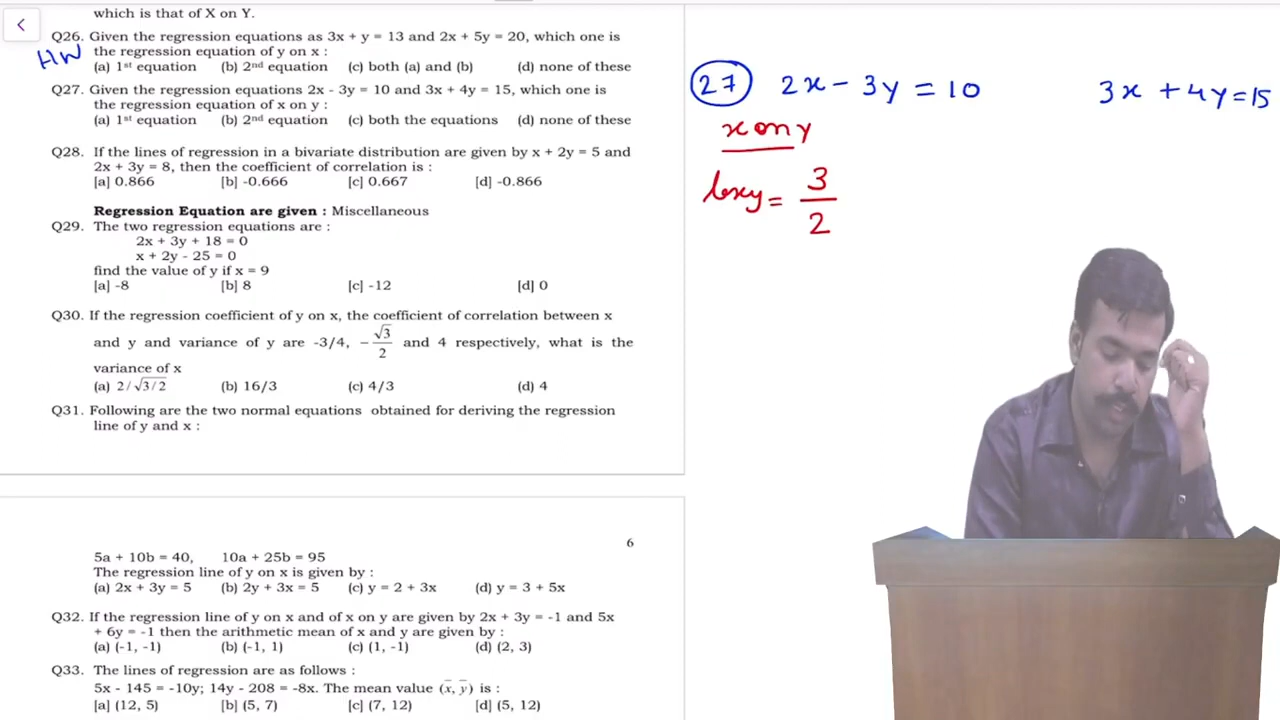 which is that of X on Y.
Q26. Given the regression equations as 3x + y = 13 and 2x + 5y = 20, which one is
the regression equation of y on x :
HW
(a) 1st equation (b) 2nd equation (c) both (a) and (b) (d) none of these
Q27. Given the regression equations 2x - 3y = 10 and 3x + 4y = 15, which one is
the regression equation of x on y :
(a) 1st equation (b) 2nd equation (c) both the equations (d) none of these
Q28. If the lines of regression in a bivariate distribution are given by x + 2y = 5 and
2x + 3y = 8, then the coefficient of correlation is :
[a] 0.866 [b] -0.666 [c] 0.667 [d] -0.866
Regression Equation are given : Miscellaneous
Q29. The two regression equations are :
2x + 3y + 18 = 0
x + 2y - 25 = 0
find the value of y if x = 9
[a] -8 [b] 8 [c] -12 [d] 0
Q30. If the regression coefficient of y on x, the coefficient of correlation between x
and y and variance of y are -3/4, -√3/2 and 4 respectively, what is the
variance of x
(a) 2/√3/2 (b) 16/3 (c) 4/3 (d) 4
Q31. Following are the two normal equations obtained for deriving the regression
line of y and x :
6
5a + 10b = 40, 10a + 25b = 95
The regression line of y on x is given by :
(a) 2x + 3y = 5 (b) 2y + 3x = 5 (c) y = 2 + 3x (d) y = 3 + 5x
Q32. If the regression line of y on x and of x on y are given by 2x + 3y = -1 and 5x
+ 6y = -1 then the arithmetic mean of x and y are given by :
(a) (-1, -1) (b) (-1, 1) (c) (1, -1) (d) (2, 3)
Q33. The lines of regression are as follows :
5x - 145 = -10y; 14y - 208 = -8x. The mean value (x̄, ȳ) is :
[a] (12, 5) [b] (5, 7) [c] (7, 12) [d] (5, 12)
27 2x - 3y = 10 3x + 4y = 15
x on y
bxy = 3/2